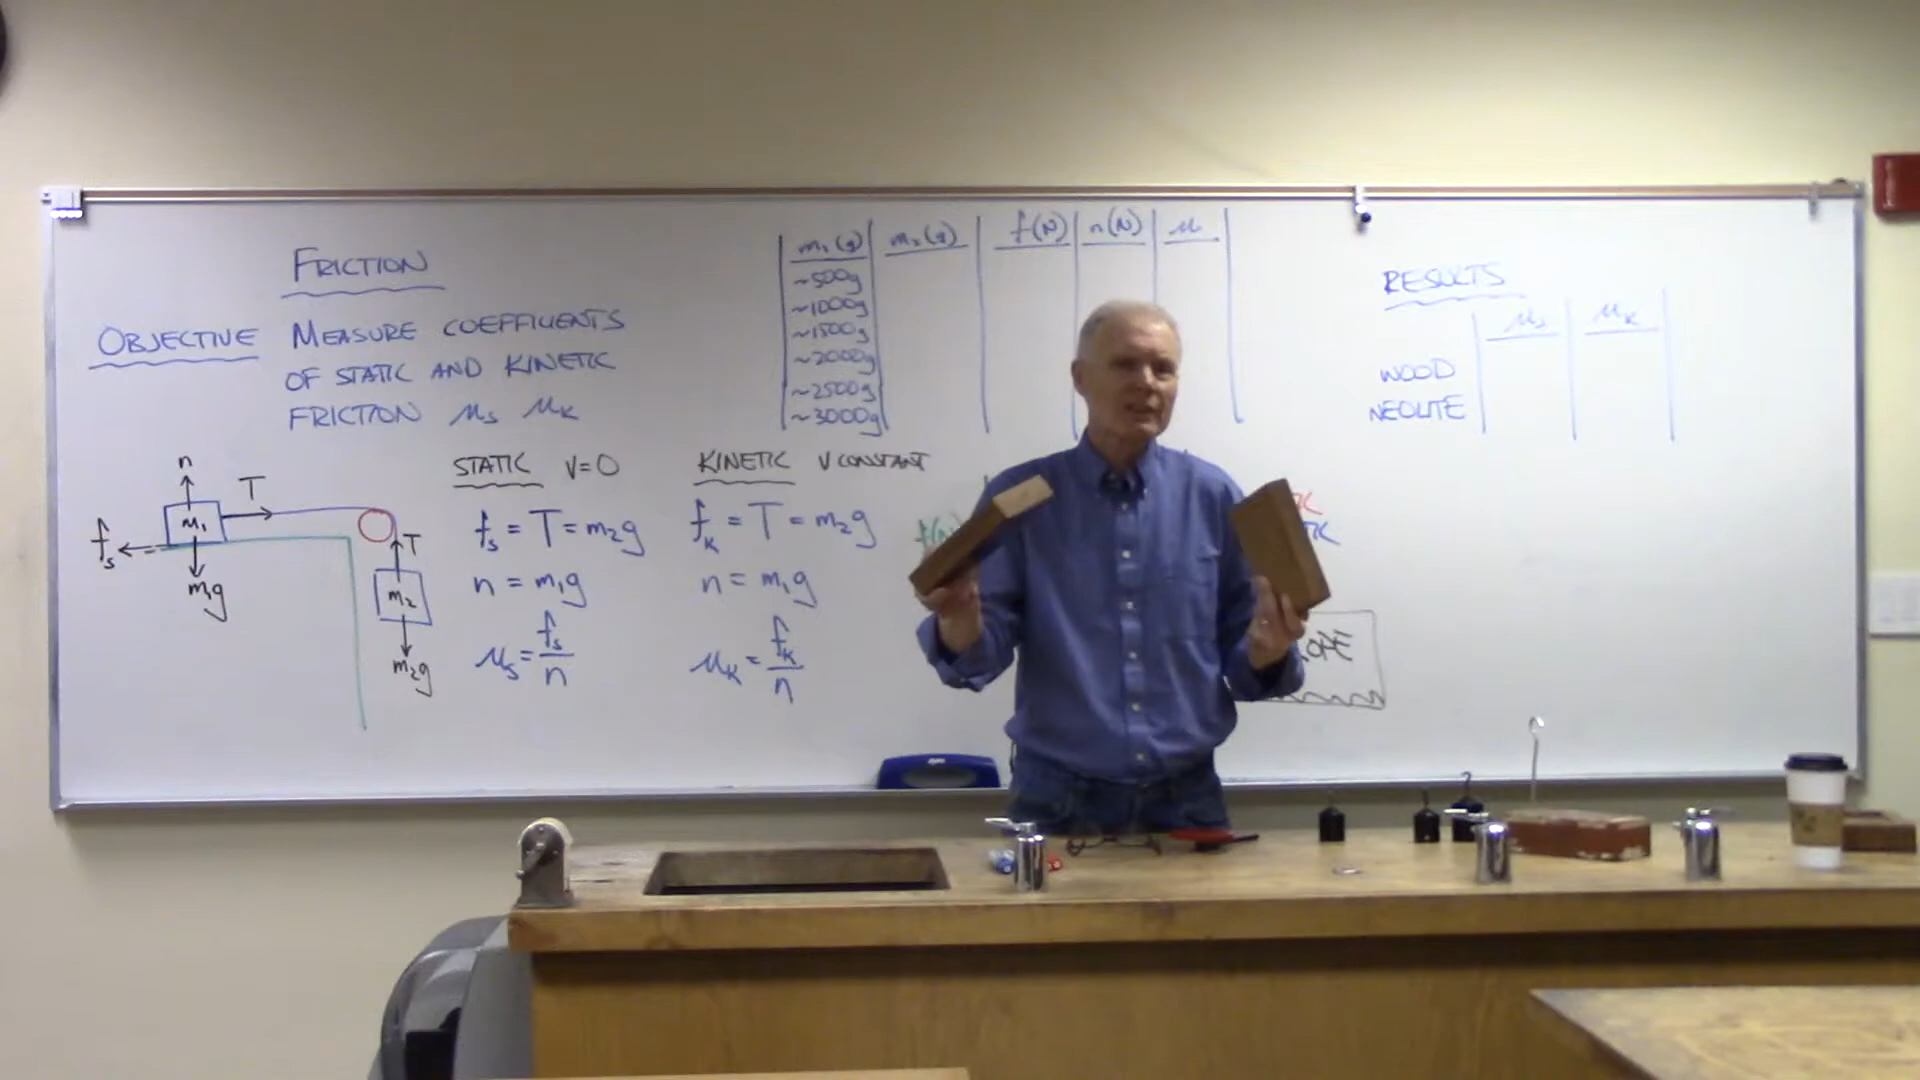 FRICTION
OBJECTIVE MEASURE COEFFICIENTS
OF STATIC AND KINETIC
FRICTION μs μk
n
T
m₁
fs
m₁g
T
m₂
m₂g
STATIC V=0
fs = T = m₂g
n = m₁g
μs = fs/n
KINETIC V CONSTANT
fk = T = m₂g
n = m₁g
μk = fk/n
m₁(g) m₂(g) f(N) n(N) μ
~500g
~1000g
~1500g
~2000g
~2500g
~3000g
f(N)
RESULTS
μs μk
WOOD
NEOLITE